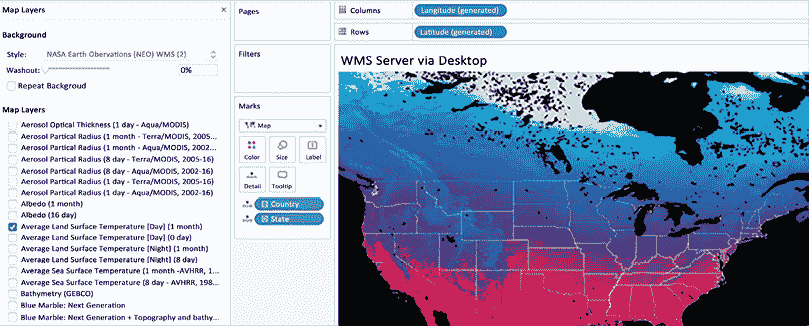 Map Layers
Background
Style: NASA Earth Obervations (NEO) WMS (2)
Washout: 0%
Repeat Backgroud
Map Layers
Aerosol Optical Thickness (1 day - Aqua/MODIS)
Aerosol Partical Radius (1 month - Terra/MODIS, 2005...
Aerosol Partical Radius (1 month - Aqua/MODIS, 2002...
Aerosol Partical Radius (8 day - Terra/MODIS, 2005-16)
Aerosol Partical Radius (8 day - Aqua/MODIS, 2002-16)
Aerosol Partical Radius (1 day - Terra/MODIS, 2005-16)
Aerosol Partical Radius (1 day - Aqua/MODIS, 2002-16)
Albedo (1 month)
Albedo (16 day)
Average Land Surface Temperature [Day] (1 month)
Average Land Surface Temperature [Day] (0 day)
Average Land Surface Temperature [Night] (1 month)
Average Land Surface Temperature [Night] (8 day)
Average Sea Surface Temperature (1 month -AVHRR, 1...
Average Sea Surface Temperature (8 day - AVHRR, 198...
Bathymetry (GEBCO)
Blue Marble: Next Generation
Blue Marble: Next Generation + Topography and bathy...
Pages
Filters
Marks
Map
Color Size Label
Detail Tooltip
Country
State
Columns Longitude (generated)
Rows Latitude (generated)
WMS Server via Desktop